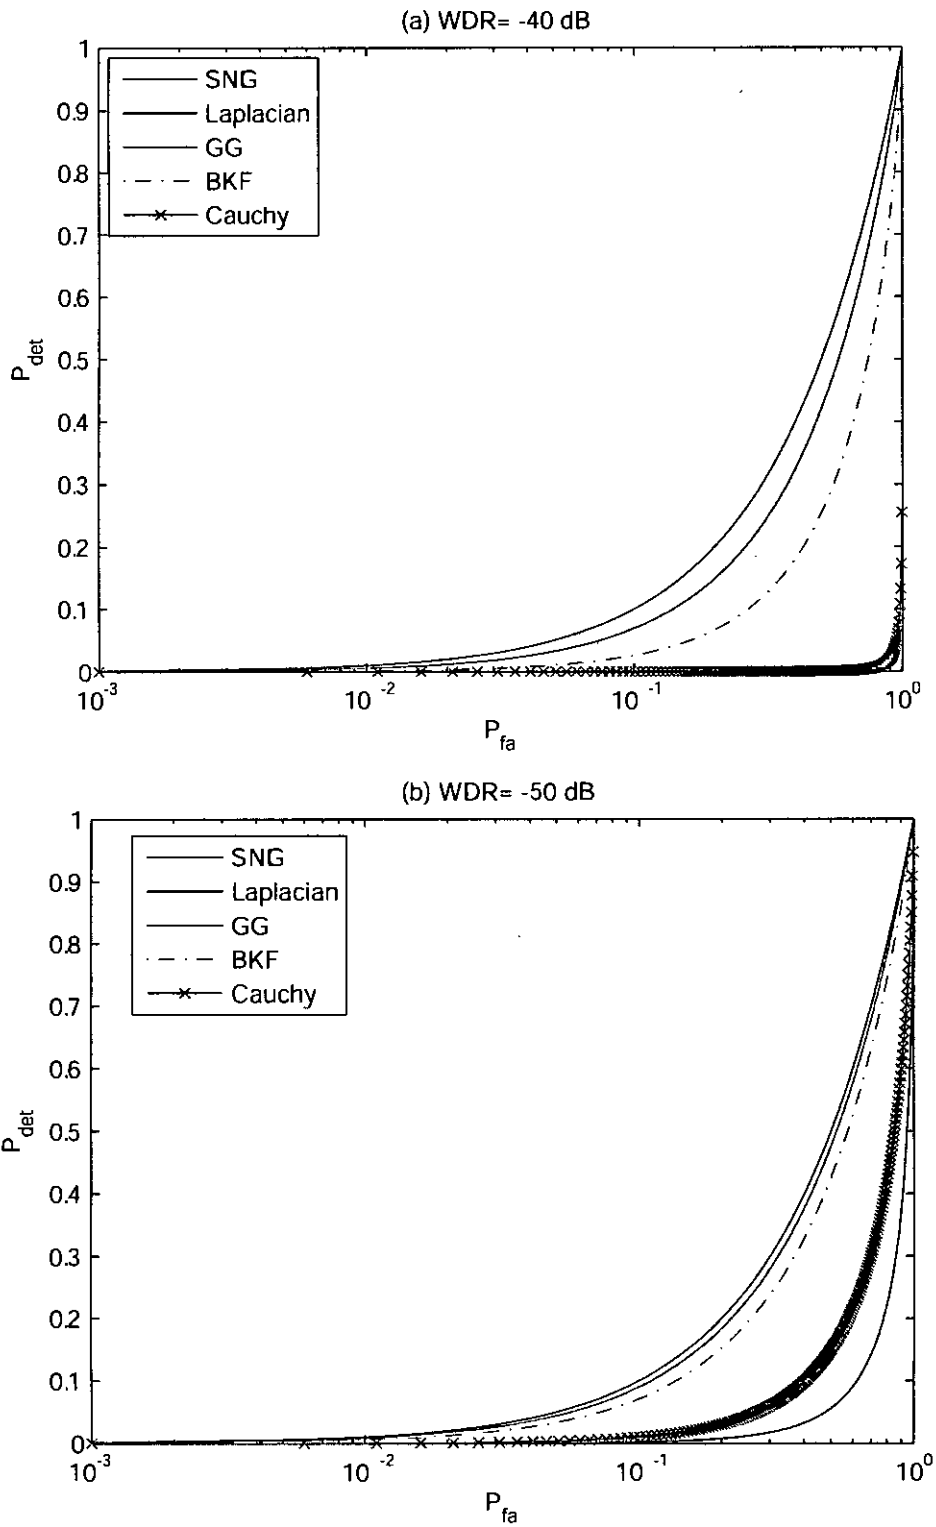 (a) WDR= -40 dB
1
0.9
0.8
0.7
0.6
0.5
0.4
0.3
0.2
0.1
0
P_det
SNG
Laplacian
GG
BKF
Cauchy
10^-3
10^-2
10^-1
10^0
P_fa
(b) WDR= -50 dB
1
0.9
0.8
0.7
0.6
0.5
0.4
0.3
0.2
0.1
0
P_det
SNG
Laplacian
GG
BKF
Cauchy
10^-3
10^-2
10^-1
10^0
P_fa